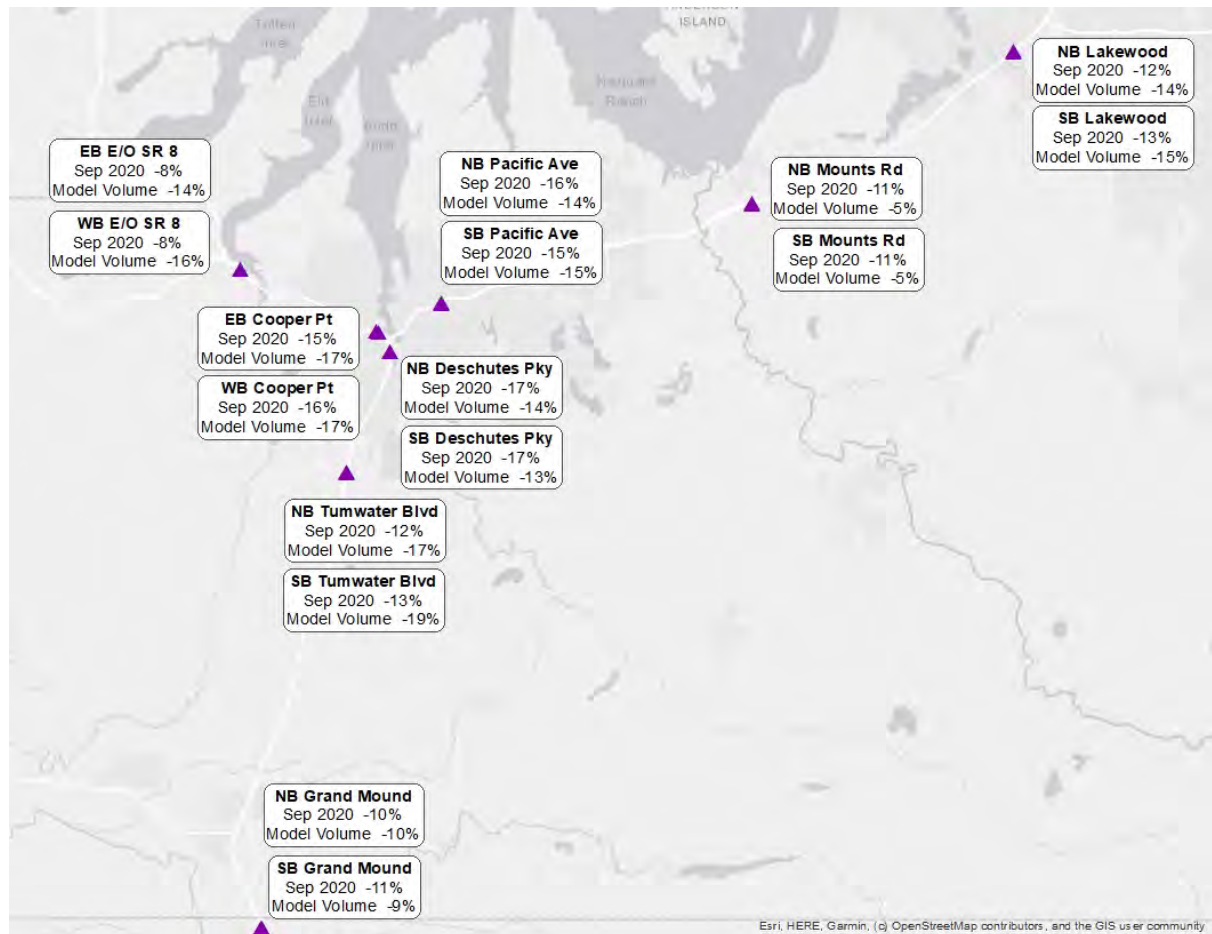 ISLAND
Totten
Inlet
Eld
Inlet
Budd
Inlet
Ranch
NB Lakewood
Sep 2020 -12%
Model Volume -14%
SB Lakewood
Sep 2020 -13%
Model Volume -15%
EB E/O SR 8
Sep 2020 -8%
Model Volume -14%
WB E/O SR 8
Sep 2020 -8%
Model Volume -16%
NB Pacific Ave
Sep 2020 -16%
Model Volume -14%
SB Pacific Ave
Sep 2020 -15%
Model Volume -15%
NB Mounts Rd
Sep 2020 -11%
Model Volume -5%
SB Mounts Rd
Sep 2020 -11%
Model Volume -5%
EB Cooper Pt
Sep 2020 -15%
Model Volume -17%
WB Cooper Pt
Sep 2020 -16%
Model Volume -17%
NB Deschutes Pky
Sep 2020 -17%
Model Volume -14%
SB Deschutes Pky
Sep 2020 -17%
Model Volume -13%
NB Tumwater Blvd
Sep 2020 -12%
Model Volume -17%
SB Tumwater Blvd
Sep 2020 -13%
Model Volume -19%
NB Grand Mound
Sep 2020 -10%
Model Volume -10%
SB Grand Mound
Sep 2020 -11%
Model Volume -9%
Esri, HERE, Garmin, (c) OpenStreetMap contributors, and the GIS user community